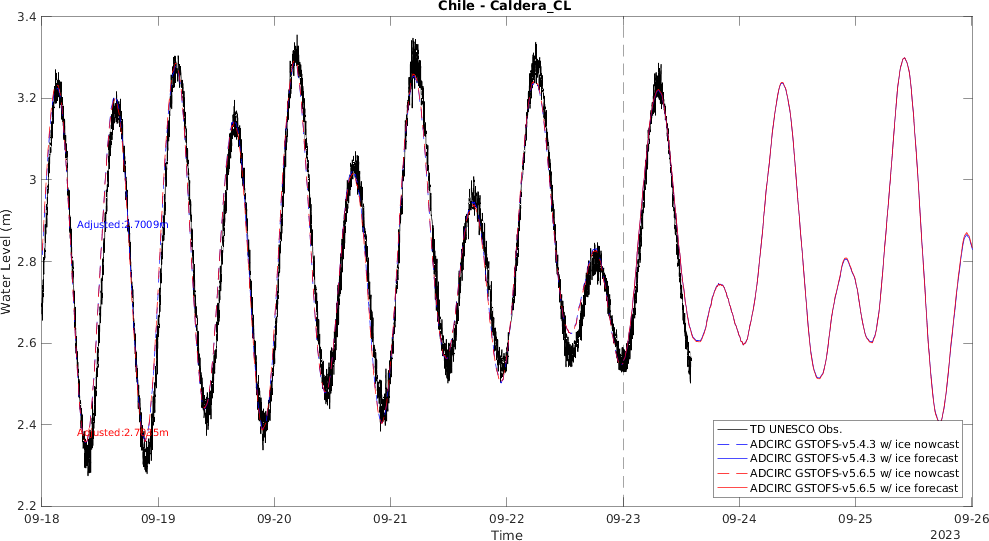 Chile - Caldera_CL
3.4
3.2
3
2.8
2.6
2.4
2.2
Water Level (m)
Adjusted:2.7009m
TD UNESCO Obs.
ADCIRC GSTOFS-v5.4.3 w/ ice nowcast
ADCIRC GSTOFS-v5.4.3 w/ ice forecast
ADCIRC GSTOFS-v5.6.5 w/ ice nowcast
ADCIRC GSTOFS-v5.6.5 w/ ice forecast
09-18
09-19
09-20
09-21
09-22
09-23
09-24
09-25
09-26
Time
2023